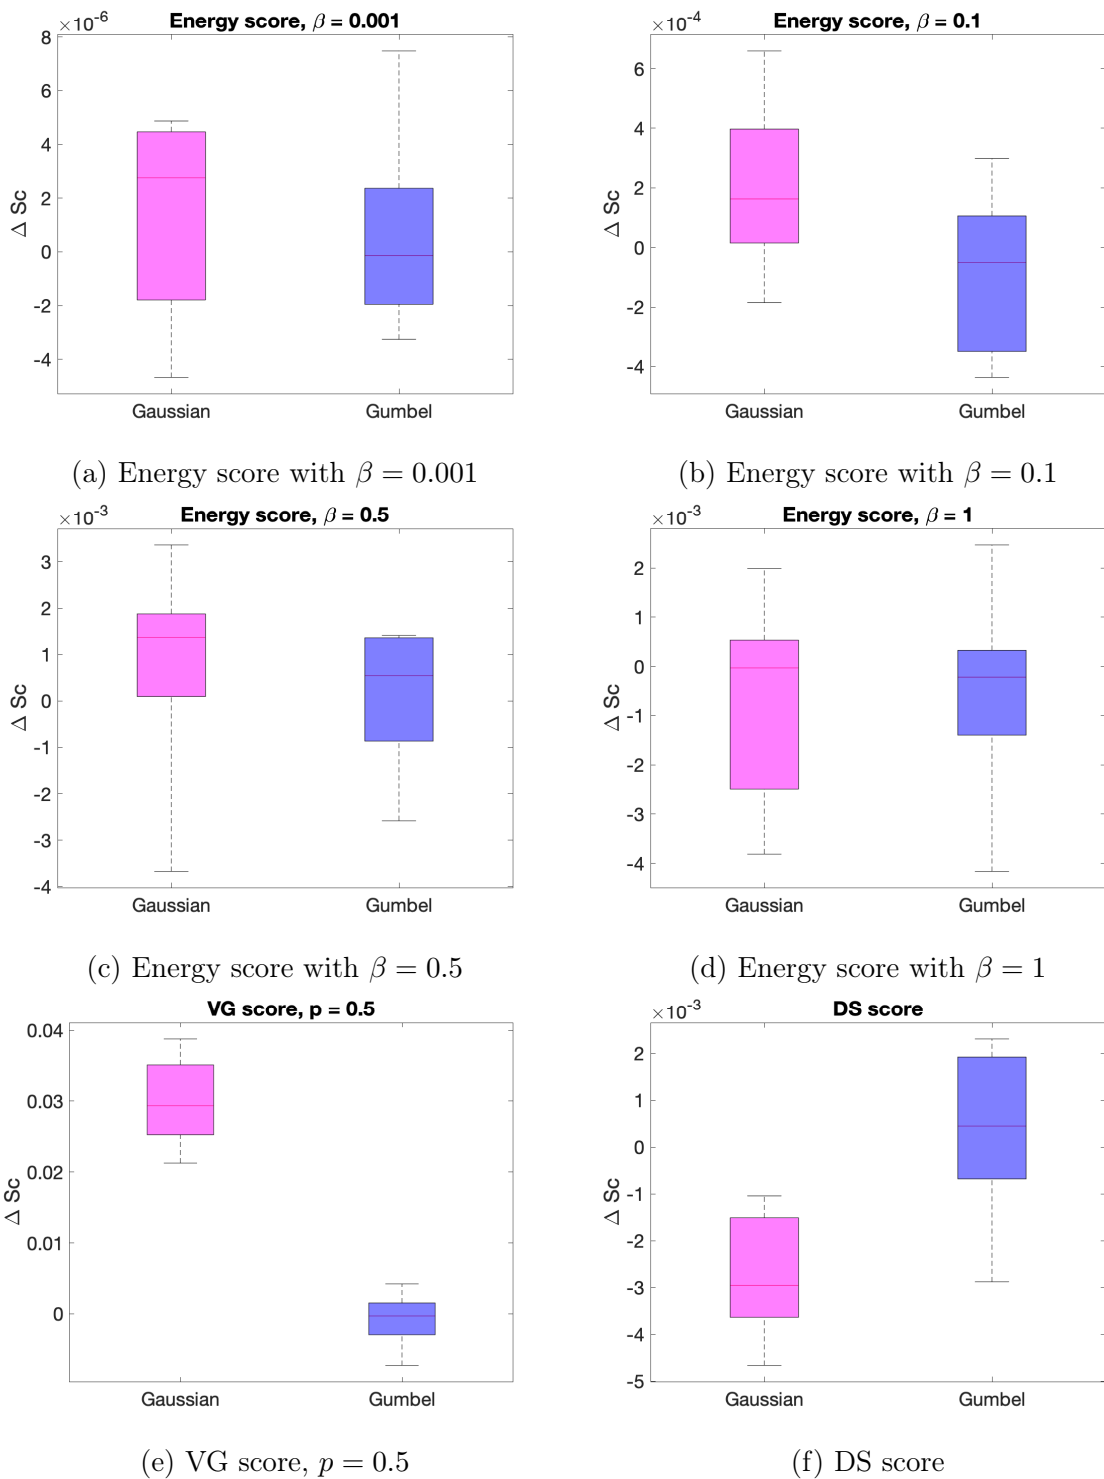 ×10-6
Energy score, β = 0.001
8
6
4
2
0
-2
-4
Δ Sc
Gaussian
Gumbel
(a) Energy score with β = 0.001
×10-4
Energy score, β = 0.1
6
4
2
0
-2
-4
Δ Sc
Gaussian
Gumbel
(b) Energy score with β = 0.1
×10-3
Energy score, β = 0.5
3
2
1
0
-1
-2
-3
-4
Δ Sc
Gaussian
Gumbel
(c) Energy score with β = 0.5
×10-3
Energy score, β = 1
2
1
0
-1
-2
-3
-4
Δ Sc
Gaussian
Gumbel
(d) Energy score with β = 1
VG score, p = 0.5
0.04
0.03
0.02
0.01
0
Δ Sc
Gaussian
Gumbel
(e) VG score, p = 0.5
×10-3
DS score
2
1
0
-1
-2
-3
-4
-5
Δ Sc
Gaussian
Gumbel
(f) DS score